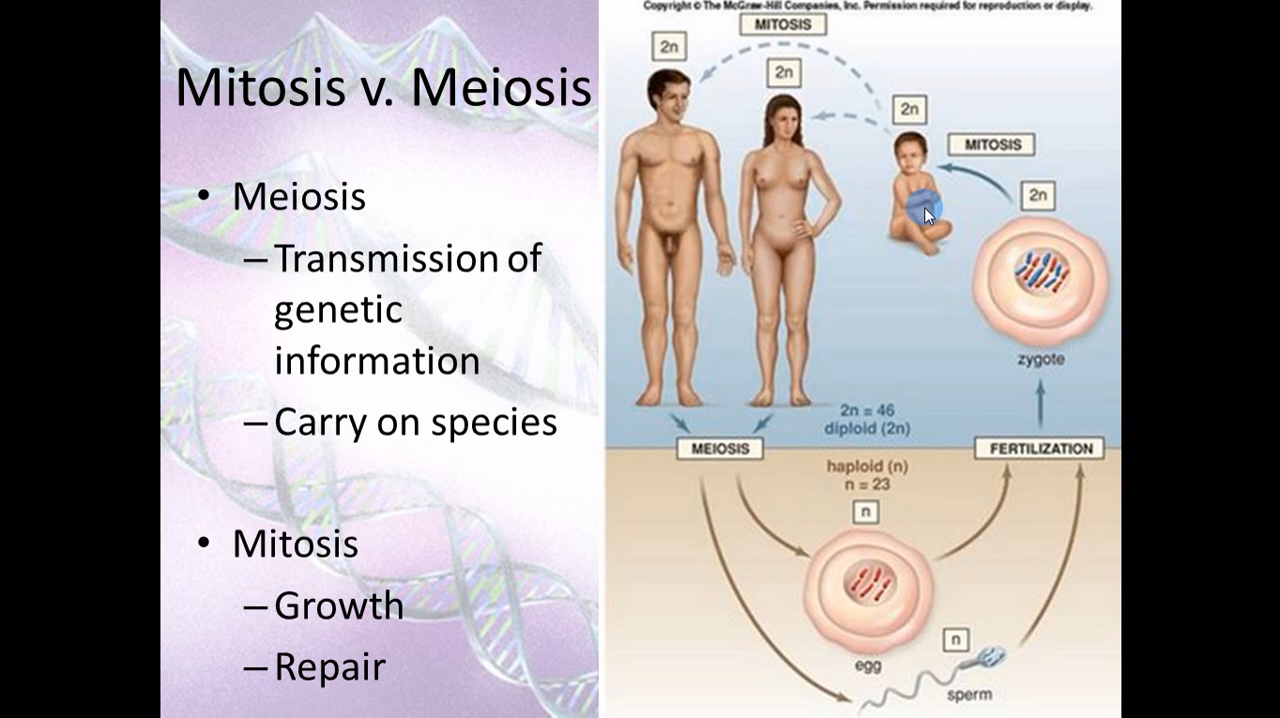 Copyright © The McGraw-Hill Companies, Inc. Permission required for reproduction or display.
Mitosis v. Meiosis
• Meiosis
– Transmission of
genetic
information
– Carry on species
• Mitosis
– Growth
– Repair
MITOSIS
2n
2n
2n
MITOSIS
2n
zygote
2n = 46
diploid (2n)
MEIOSIS
FERTILIZATION
haploid (n)
n = 23
n
egg
n
sperm